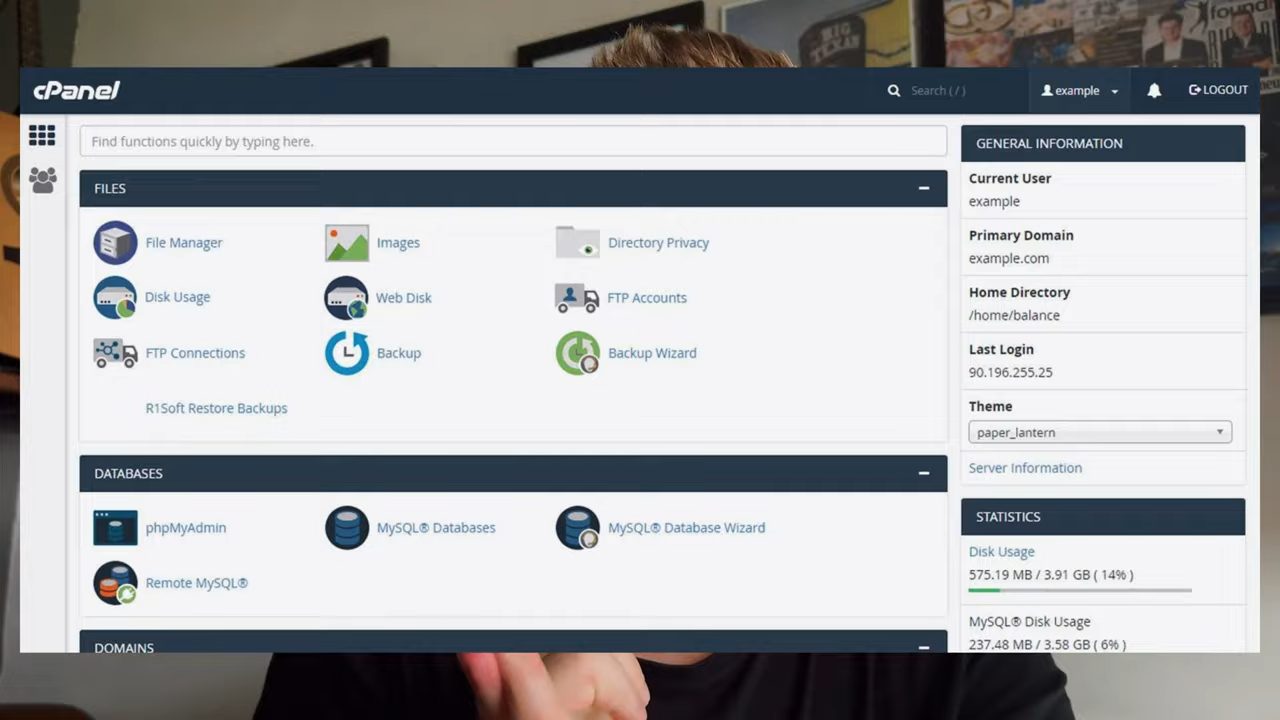 BIG
TEXAN
foundr
cPanel
Search ( / )
example
LOGOUT
Find functions quickly by typing here.
FILES
File Manager
Images
Directory Privacy
Disk Usage
Web Disk
FTP Accounts
FTP Connections
Backup
Backup Wizard
R1Soft Restore Backups
DATABASES
phpMyAdmin
MySQL® Databases
MySQL® Database Wizard
Remote MySQL®
DOMAINS
GENERAL INFORMATION
Current User
example
Primary Domain
example.com
Home Directory
/home/balance
Last Login
90.196.255.25
Theme
paper_lantern
Server Information
STATISTICS
Disk Usage
575.19 MB / 3.91 GB ( 14% )
MySQL® Disk Usage
237.48 MB / 3.58 GB ( 6% )